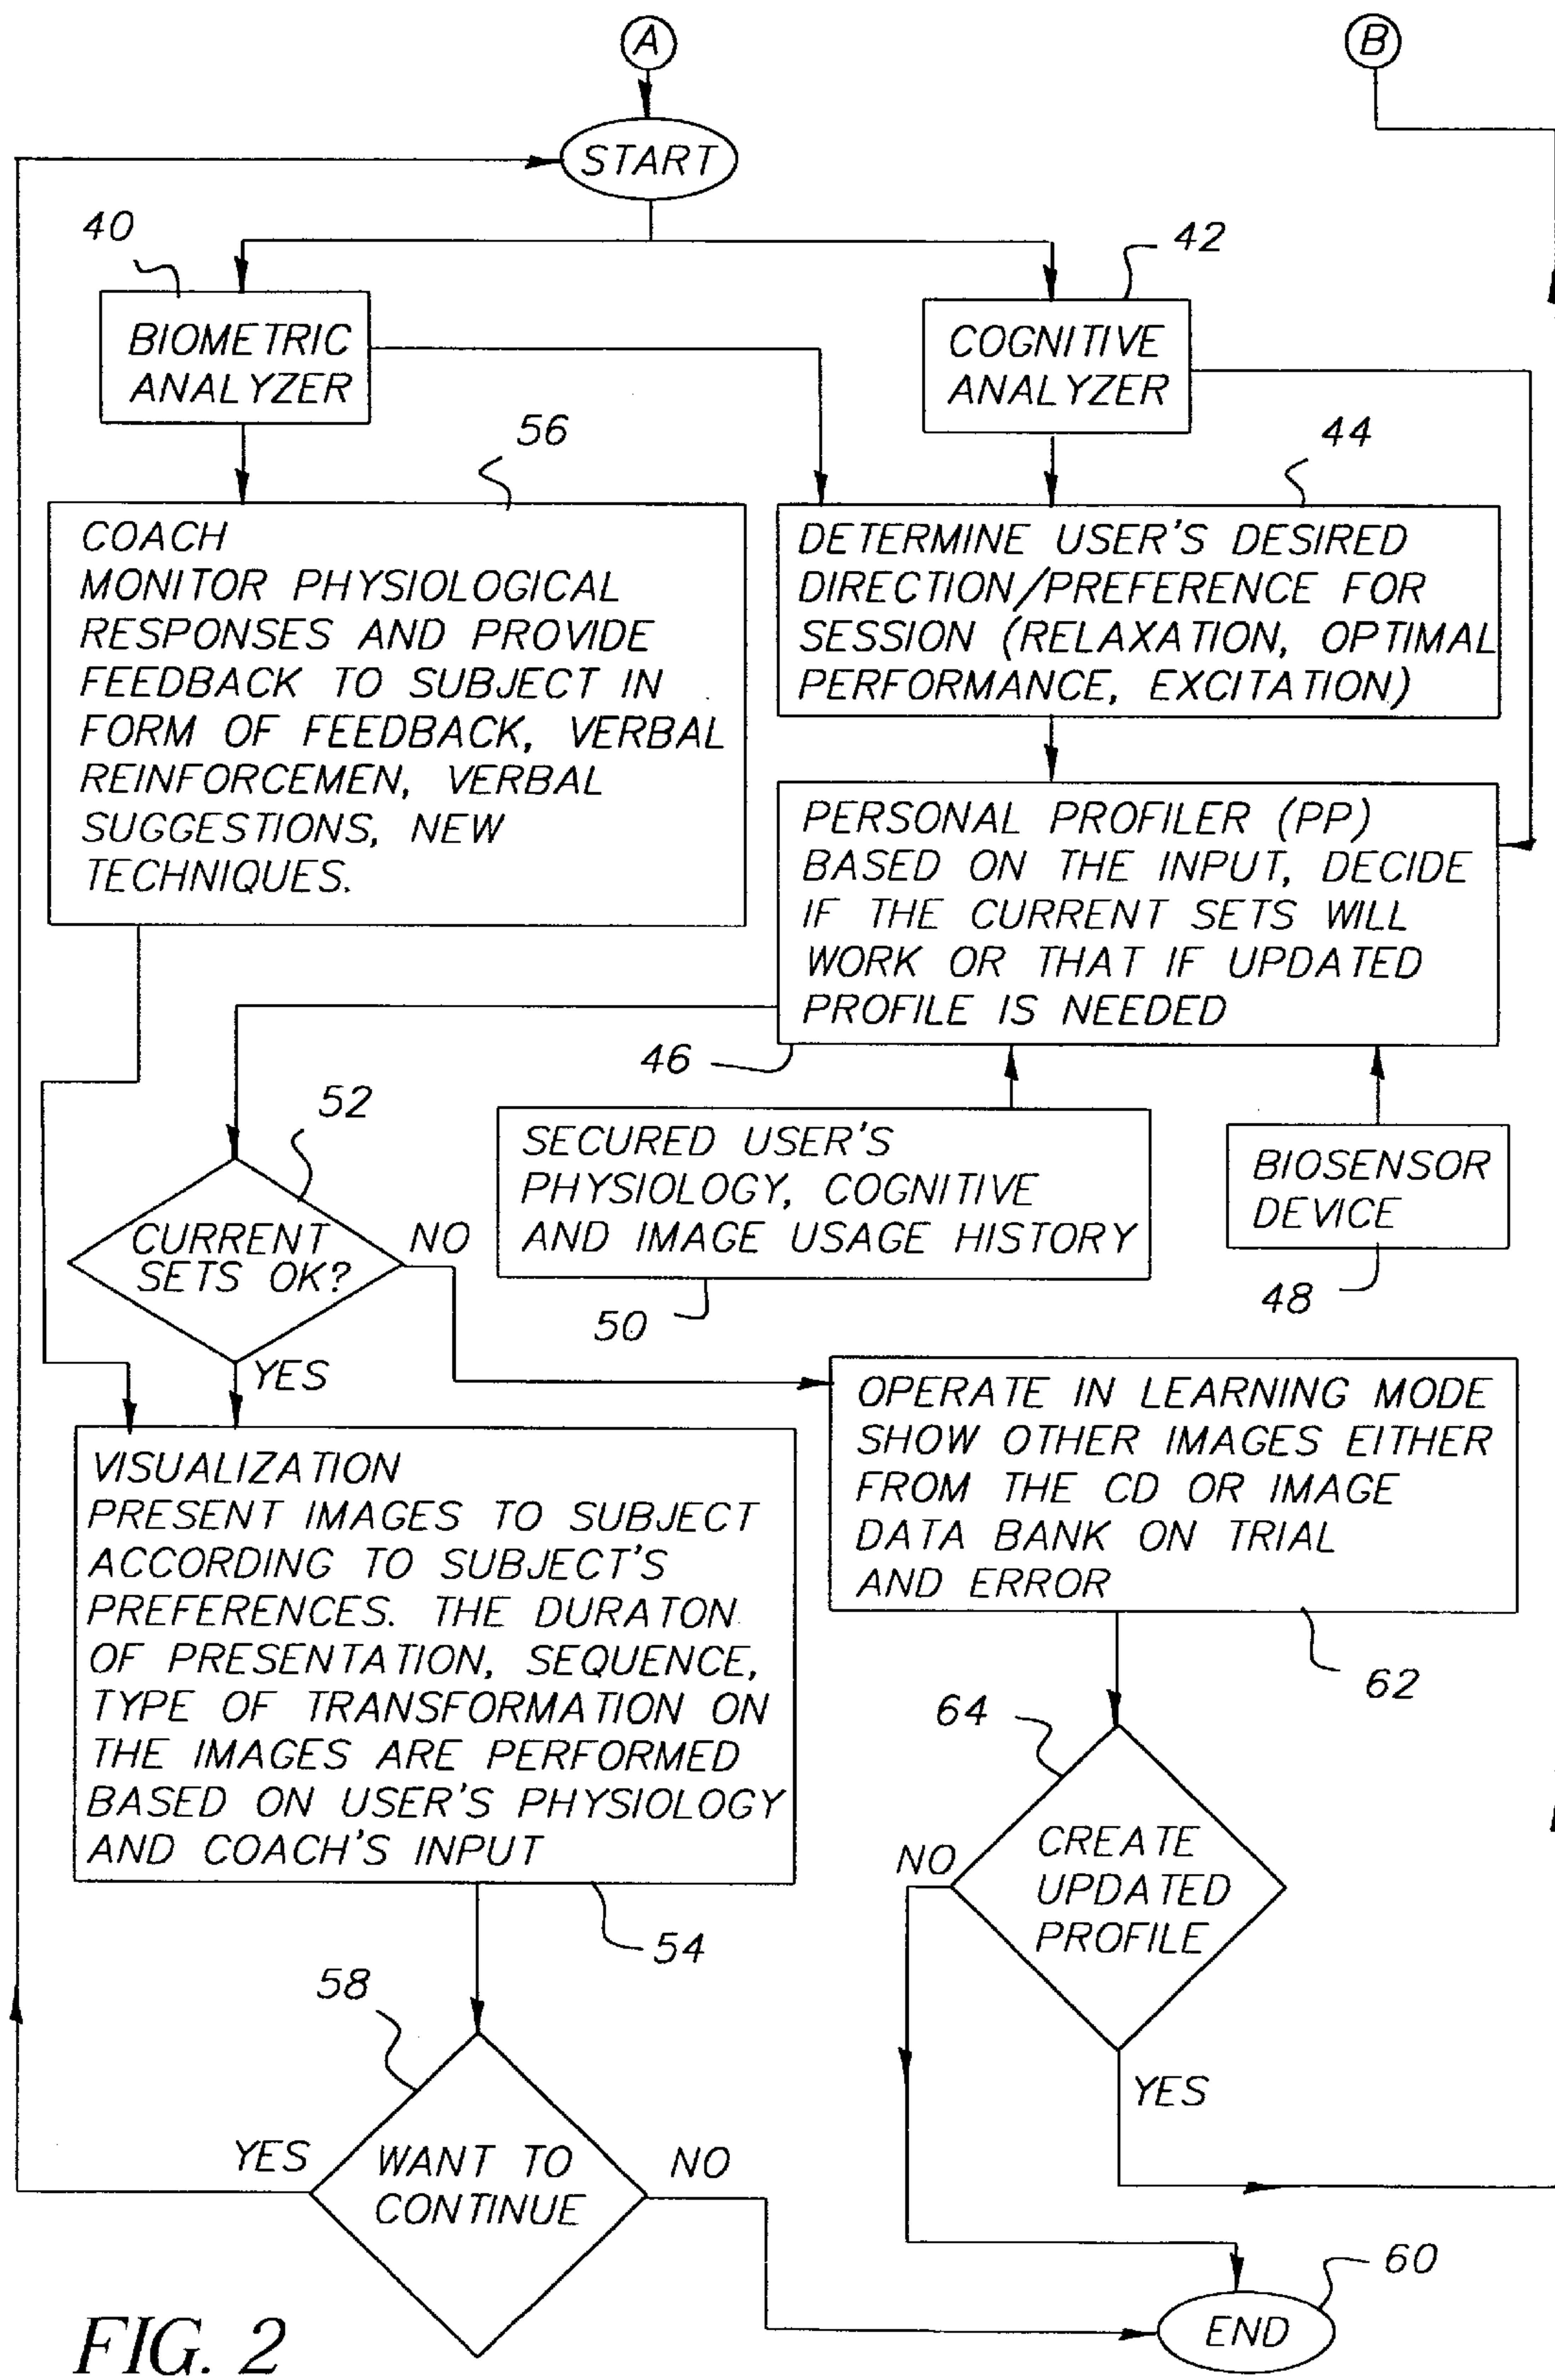 A
B
START
40
42
BIOMETRIC
ANALYZER
COGNITIVE
ANALYZER
56
44
COACH
MONITOR PHYSIOLOGICAL
RESPONSES AND PROVIDE
FEEDBACK TO SUBJECT IN
FORM OF FEEDBACK, VERBAL
REINFORCEMEN, VERBAL
SUGGESTIONS, NEW
TECHNIQUES.
DETERMINE USER'S DESIRED
DIRECTION/PREFERENCE FOR
SESSION (RELAXATION, OPTIMAL
PERFORMANCE, EXCITATION)
PERSONAL PROFILER (PP)
BASED ON THE INPUT, DECIDE
IF THE CURRENT SETS WILL
WORK OR THAT IF UPDATED
PROFILE IS NEEDED
46
52
SECURED USER'S
PHYSIOLOGY, COGNITIVE
AND IMAGE USAGE HISTORY
50
BIOSENSOR
DEVICE
48
CURRENT
SETS OK?
NO
YES
OPERATE IN LEARNING MODE
SHOW OTHER IMAGES EITHER
FROM THE CD OR IMAGE
DATA BANK ON TRIAL
AND ERROR
62
VISUALIZATION
PRESENT IMAGES TO SUBJECT
ACCORDING TO SUBJECT'S
PREFERENCES. THE DURATON
OF PRESENTATION, SEQUENCE,
TYPE OF TRANSFORMATION ON
THE IMAGES ARE PERFORMED
BASED ON USER'S PHYSIOLOGY
AND COACH'S INPUT
54
64
NO
CREATE
UPDATED
PROFILE
YES
58
YES
WANT TO
CONTINUE
NO
60
END
FIG. 2